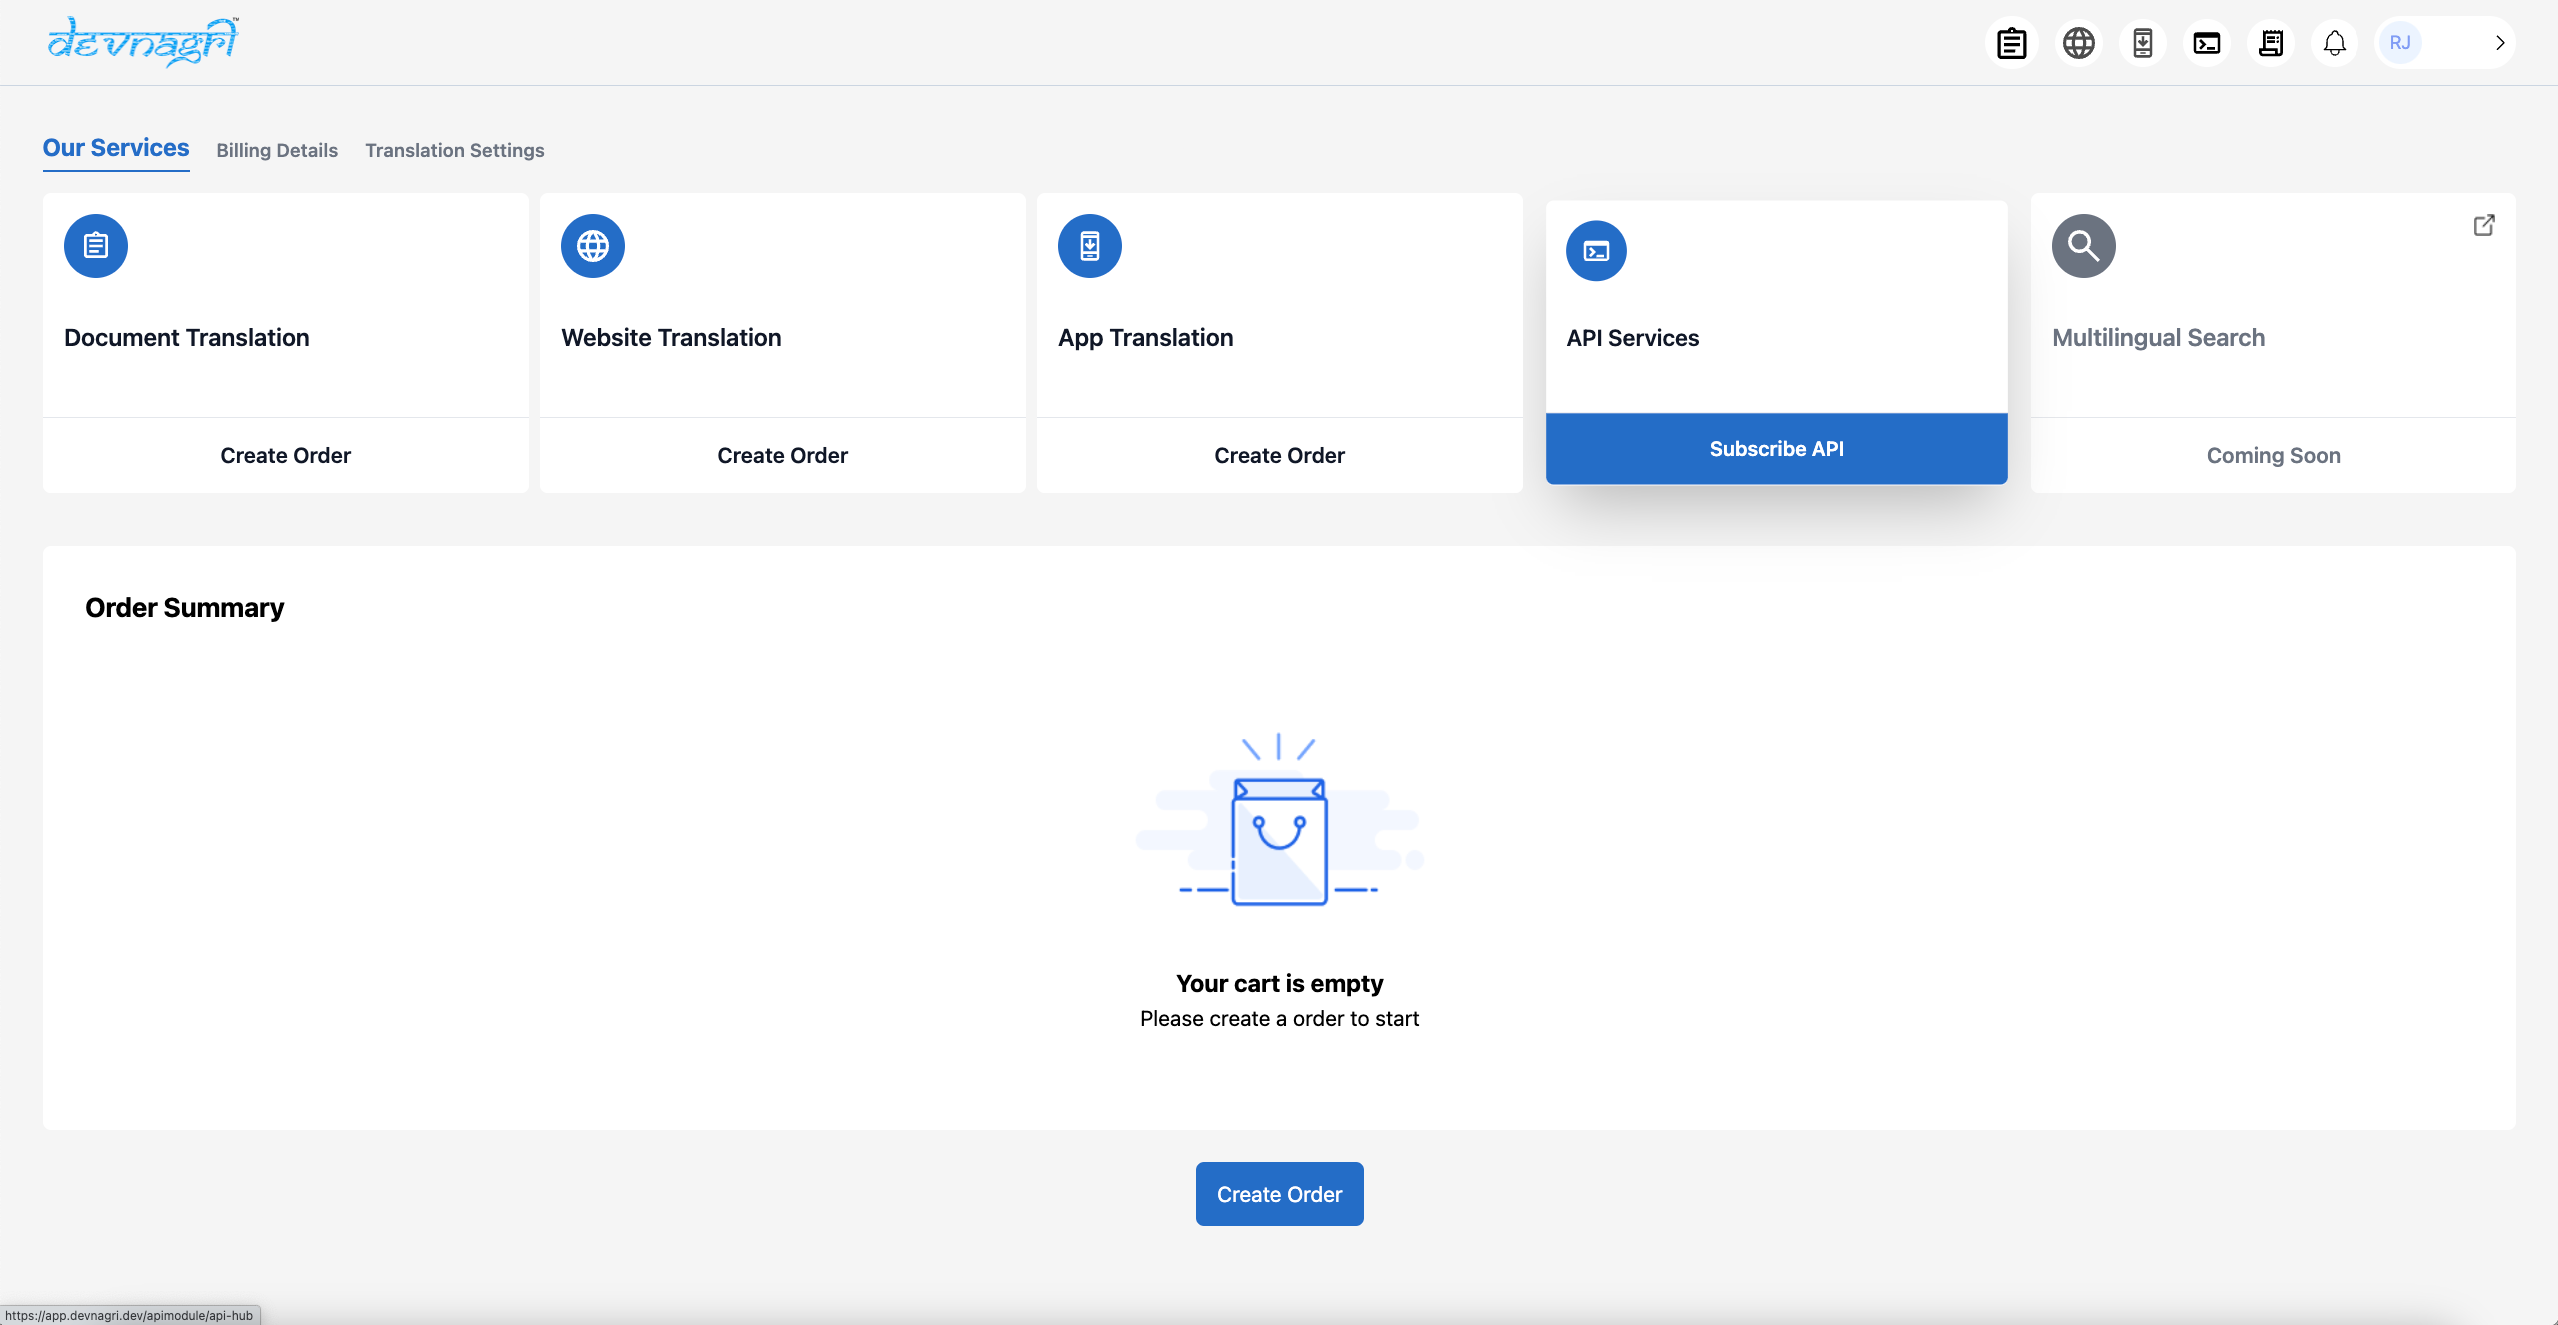 devnagri™
RJ
Our Services Billing Details Translation Settings
Document Translation
Create Order
Website Translation
Create Order
App Translation
Create Order
API Services
Subscribe API
Multilingual Search
Coming Soon
Order Summary
Your cart is empty
Please create a order to start
Create Order
https://app.devnagri.dev/apimodule/api-hub